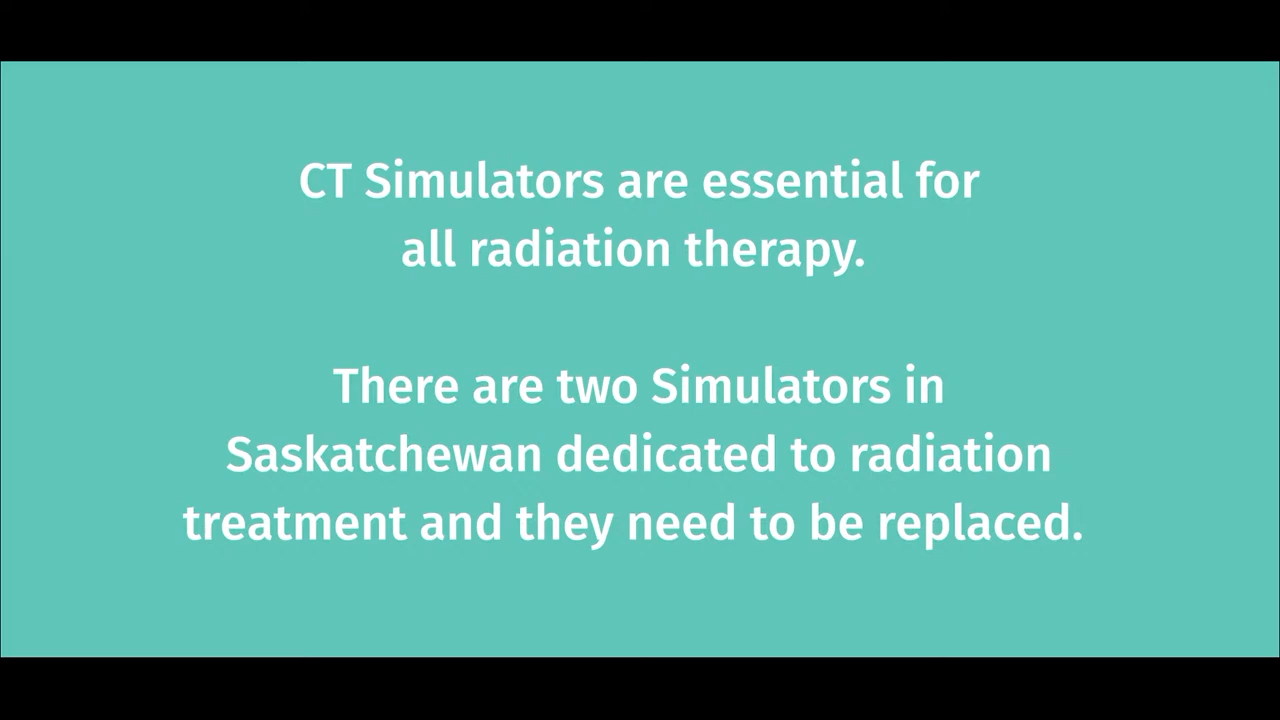 CT Simulators are essential for
all radiation therapy.
There are two Simulators in
Saskatchewan dedicated to radiation
treatment and they need to be replaced.